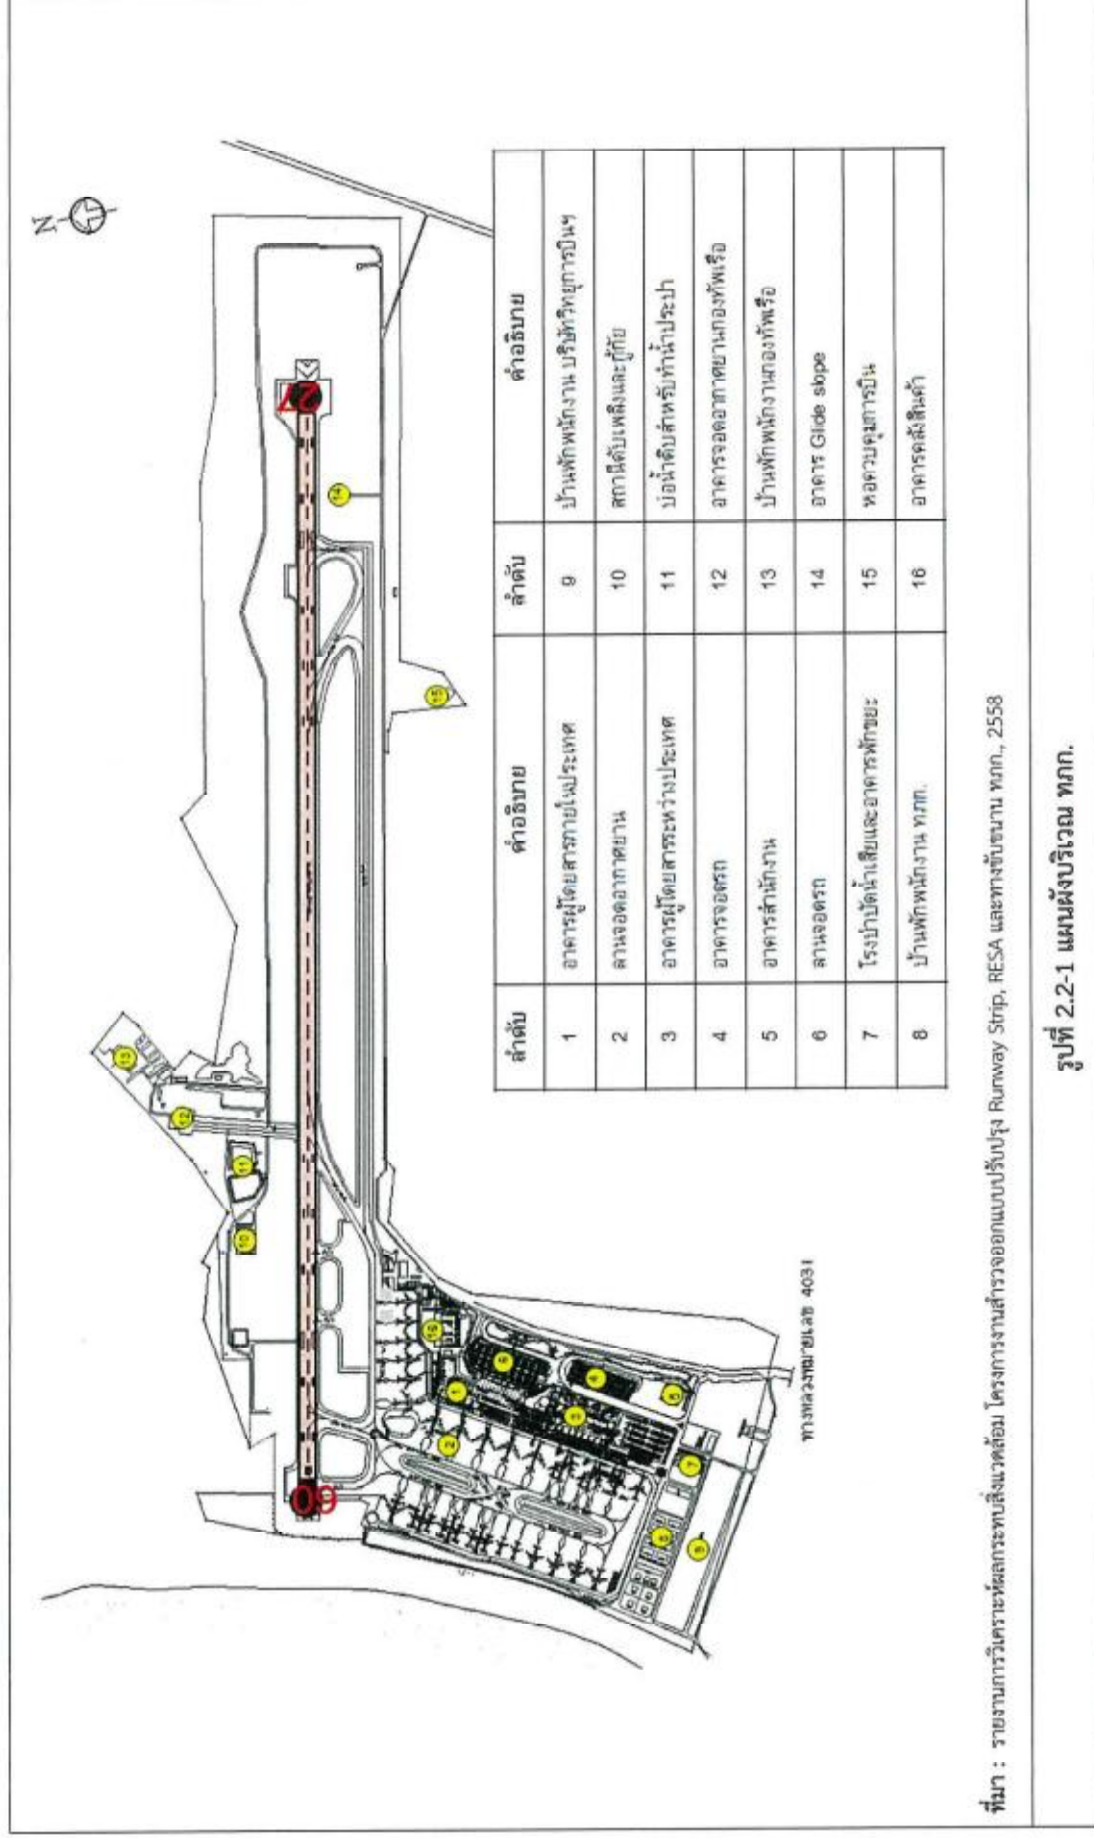 N
27
09
14
15
13
12
11
10
16
1
6
4
2
3
5
7
8
9
ทางหลวงหมายเลข 4031
ลำดับ คำอธิบาย ลำดับ คำอธิบาย
1 อาคารผู้โดยสารภายในประเทศ 9 บ้านพักพนักงาน บริษัทวิทยุการบินฯ
2 ลานจอดอากาศยาน 10 สถานีดับเพลิงและกู้ภัย
3 อาคารผู้โดยสารระหว่างประเทศ 11 บ่อน้ำดิบสำหรับทำน้ำประปา
4 อาคารจอดรถ 12 อาคารจอดอากาศยานกองทัพเรือ
5 อาคารสำนักงาน 13 บ้านพักพนักงานกองทัพเรือ
6 ลานจอดรถ 14 อาคาร Glide slope
7 โรงบำบัดน้ำเสียและอาคารพักขยะ 15 หอควบคุมการบิน
8 บ้านพักพนักงาน ทภก. 16 อาคารคลังสินค้า
ที่มา : รายงานการวิเคราะห์ผลกระทบสิ่งแวดล้อม โครงการงานสำรวจออกแบบปรับปรุง Runway Strip, RESA และทางขับขนาน ทภก., 2558
รูปที่ 2.2-1 แผนผังบริเวณ ทภก.